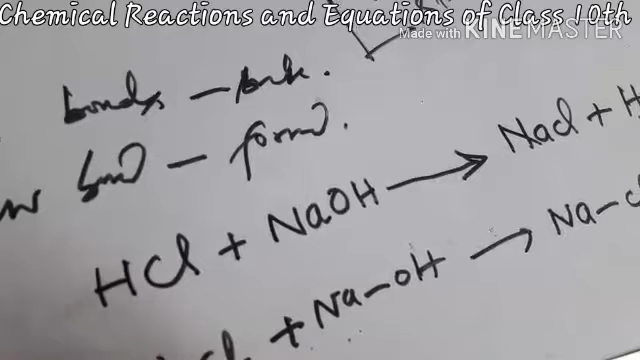 Chemical Reactions and Equations of Class 10th
Made with KINEMASTER
bonds — break.
bond — form.
HCl + NaOH → NaCl + H
+ Na-OH → Na-C